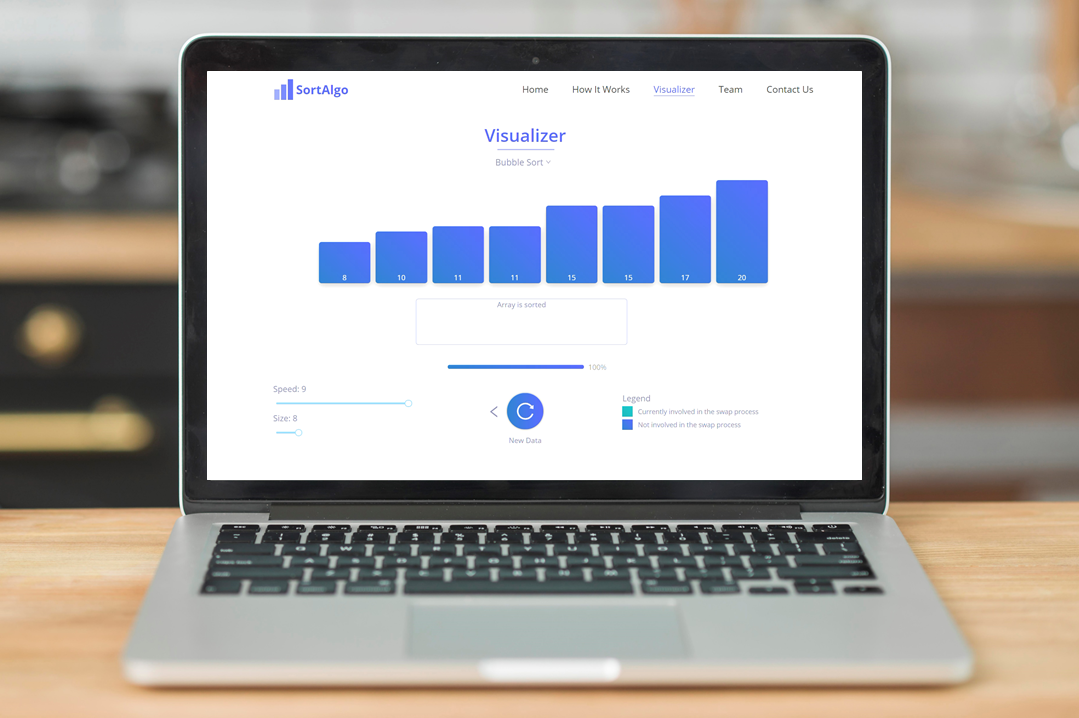 SortAlgo
Home How It Works Visualizer Team Contact Us
Visualizer
Bubble Sort
8 10 11 11 15 15 17 20
Array is sorted
100%
Speed: 9
Size: 8
New Data
Legend
Currently involved in the swap process
Not involved in the swap process
delete